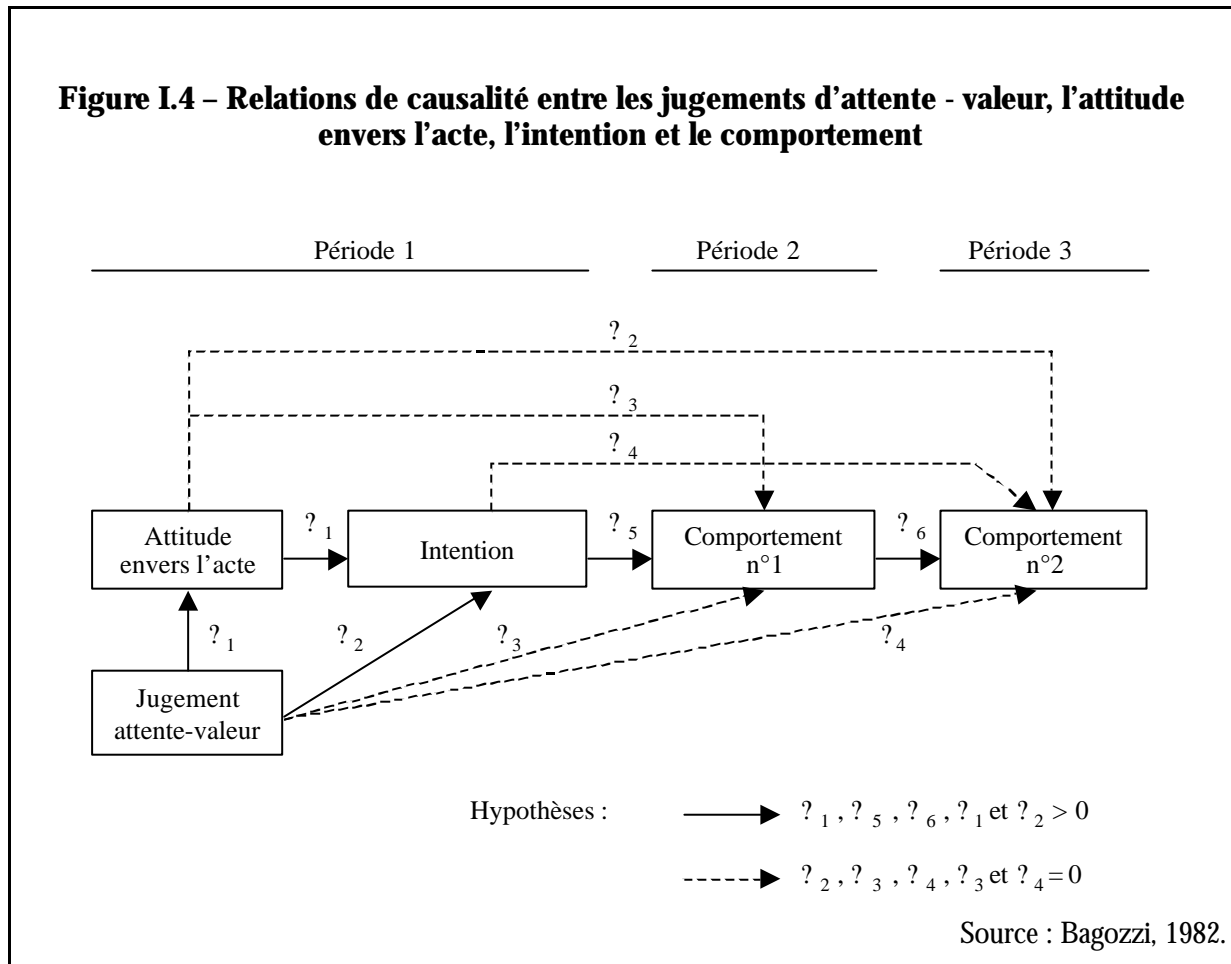 Figure I.4 – Relations de causalité entre les jugements d'attente - valeur, l'attitude
envers l'acte, l'intention et le comportement
Période 1
Période 2
Période 3
? 2
? 3
? 4
Attitude
envers l'acte
? 1
Intention
? 5
Comportement
n°1
? 6
Comportement
n°2
? 1
? 2
? 3
? 4
Jugement
attente-valeur
Hypothèses : ? 1 , ? 5 , ? 6 , ? 1 et ? 2 > 0
? 2 , ? 3 , ? 4 , ? 3 et ? 4 = 0
Source : Bagozzi, 1982.